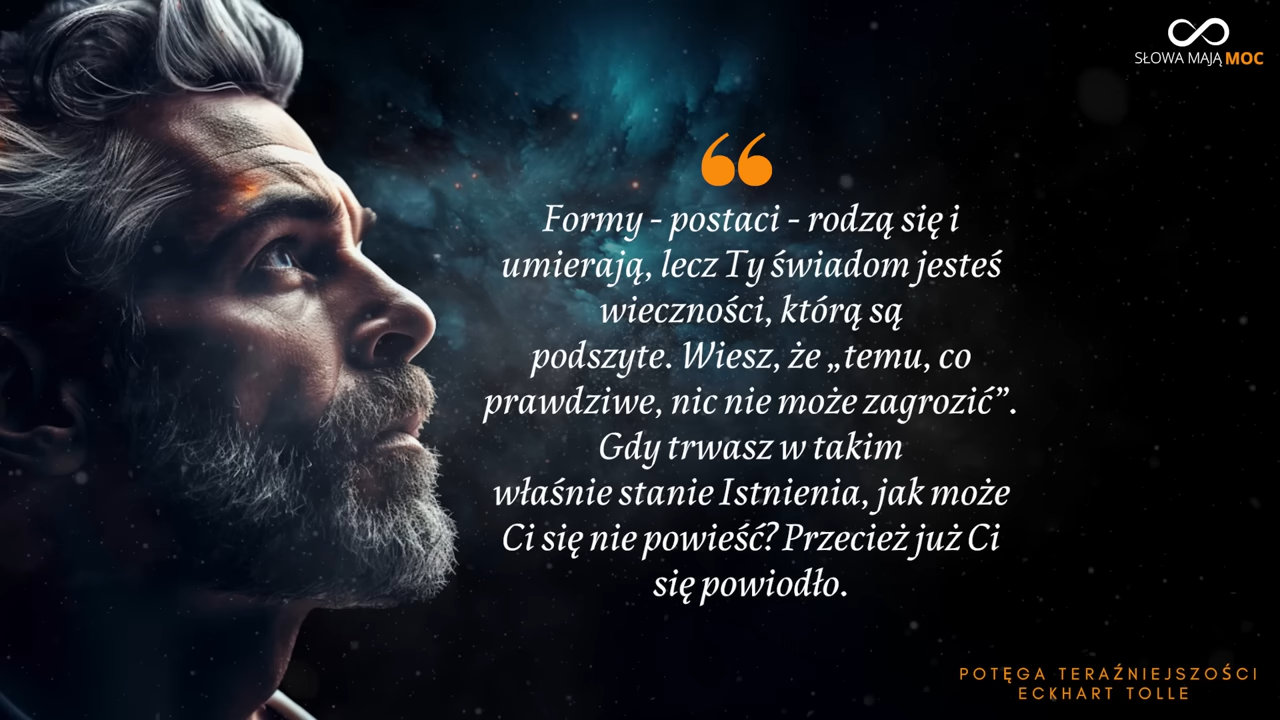 SŁOWA MAJĄ MOC
Formy - postaci - rodzą się i
umierają, lecz Ty świadom jesteś
wieczności, którą są
podszyte. Wiesz, że „temu, co
prawdziwe, nic nie może zagrozić”.
Gdy trwasz w takim
właśnie stanie Istnienia, jak może
Ci się nie powieść? Przecież już Ci
się powiodło.
POTĘGA TERAŹNIEJSZOŚCI
ECKHART TOLLE